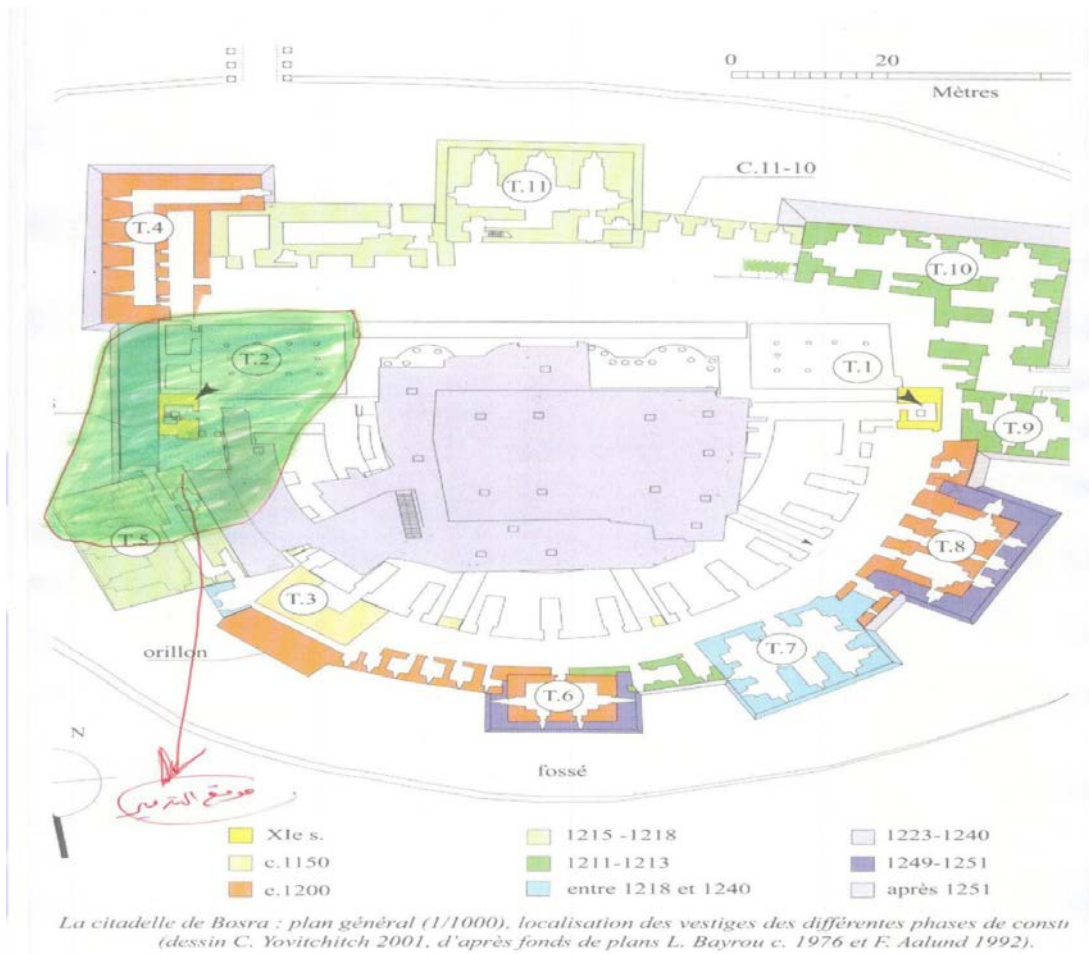 0 20
Mètres
C.11-10
T.11
T.4
T.10
T.2
T.1
T.9
T.8
T.5
T.3
T.7
T.6
orillon
N
fossé
موقع الترميم
XIe s.
c.1150
c.1200
1215 -1218
1211-1213
entre 1218 et 1240
1223-1240
1249-1251
après 1251
La citadelle de Bosra : plan général (1/1000), localisation des vestiges des différentes phases de consti
(dessin C. Yovitchitch 2001, d'après fonds de plans L. Bayrou c. 1976 et F. Aalund 1992).